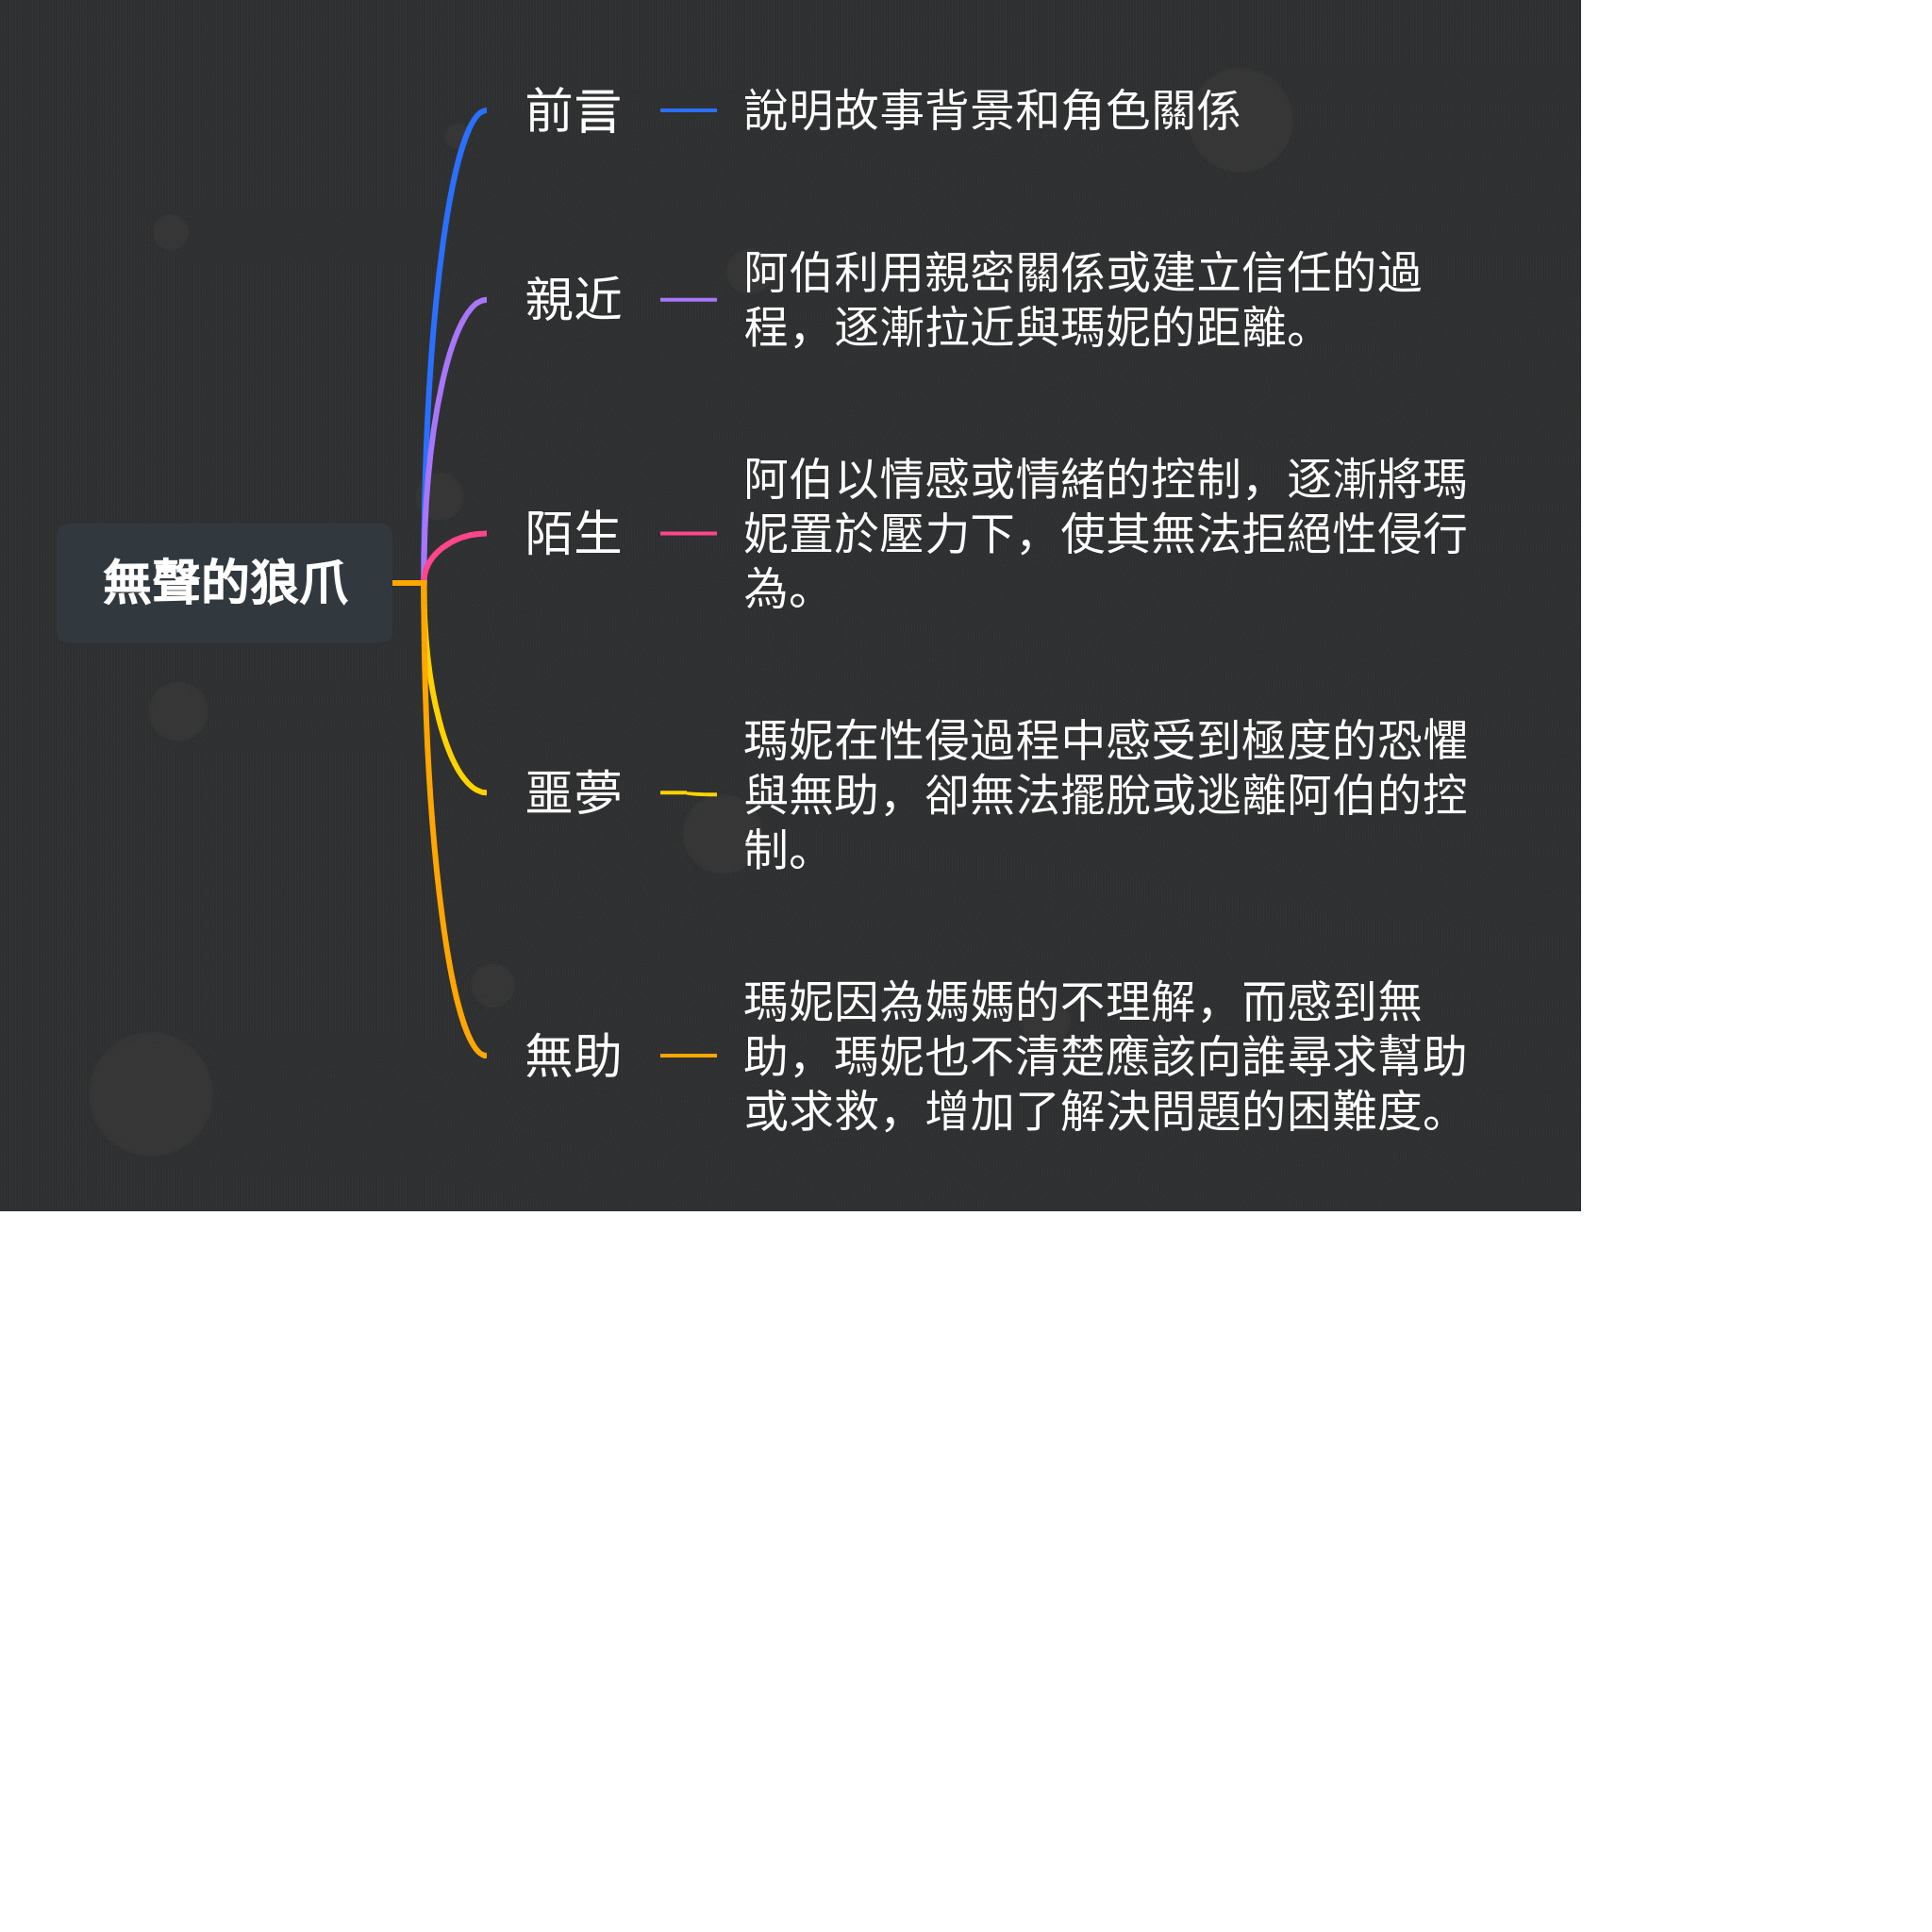 無聲的狼爪
前言
說明故事背景和角色關係
親近
阿伯利用親密關係或建立信任的過
程，逐漸拉近與瑪妮的距離。
陌生
阿伯以情感或情緒的控制，逐漸將瑪
妮置於壓力下，使其無法拒絕性侵行
為。
噩夢
瑪妮在性侵過程中感受到極度的恐懼
與無助，卻無法擺脫或逃離阿伯的控
制。
無助
瑪妮因為媽媽的不理解，而感到無
助，瑪妮也不清楚應該向誰尋求幫助
或求救，增加了解決問題的困難度。